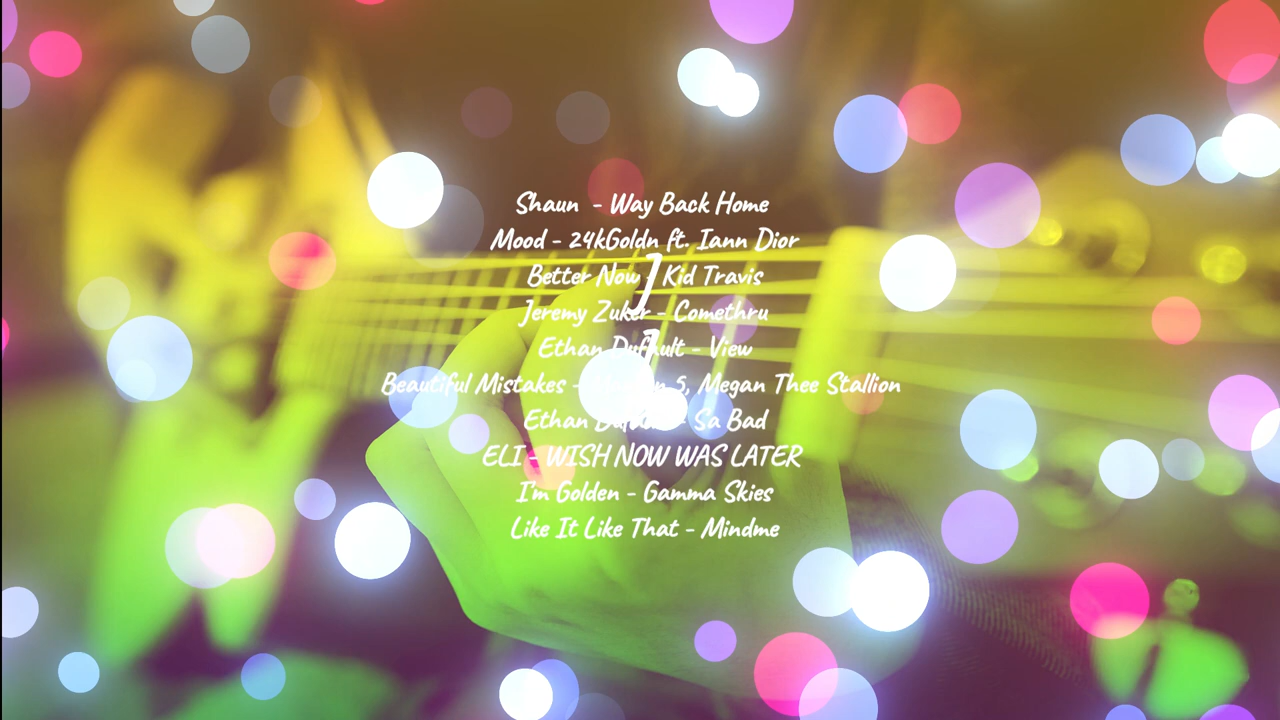 Shaun - Way Back Home
Mood - 24kGoldn ft. Iann Dior
Better Now - Kid Travis
Jeremy Zuker - Comethru
Ethan Dufault - View
Beautiful Mistakes - 5, Megan Thee Stallion
Ethan - Sa Bad
ELI - WISH NOW WAS LATER
I'm Golden - Gamma Skies
Like It Like That - Mindme